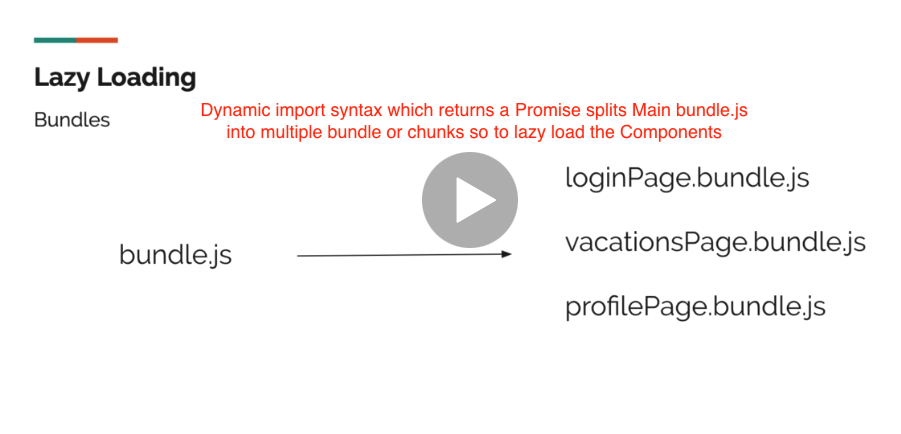 Lazy Loading
Bundles
Dynamic import syntax which returns a Promise splits Main bundle.js
into multiple bundle or chunks so to lazy load the Components
loginPage.bundle.js
bundle.js
vacationsPage.bundle.js
profilePage.bundle.js